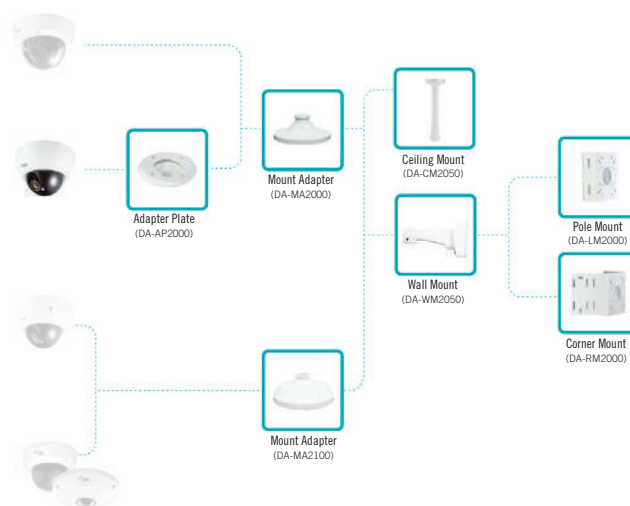 Ceiling Mount
(DA-CM2050)
Mount Adapter
(DA-MA2000)
Adapter Plate
(DA-AP2000)
Pole Mount
(DA-LM2000)
Wall Mount
(DA-WM2050)
Corner Mount
(DA-RM2000)
Mount Adapter
(DA-MA2100)